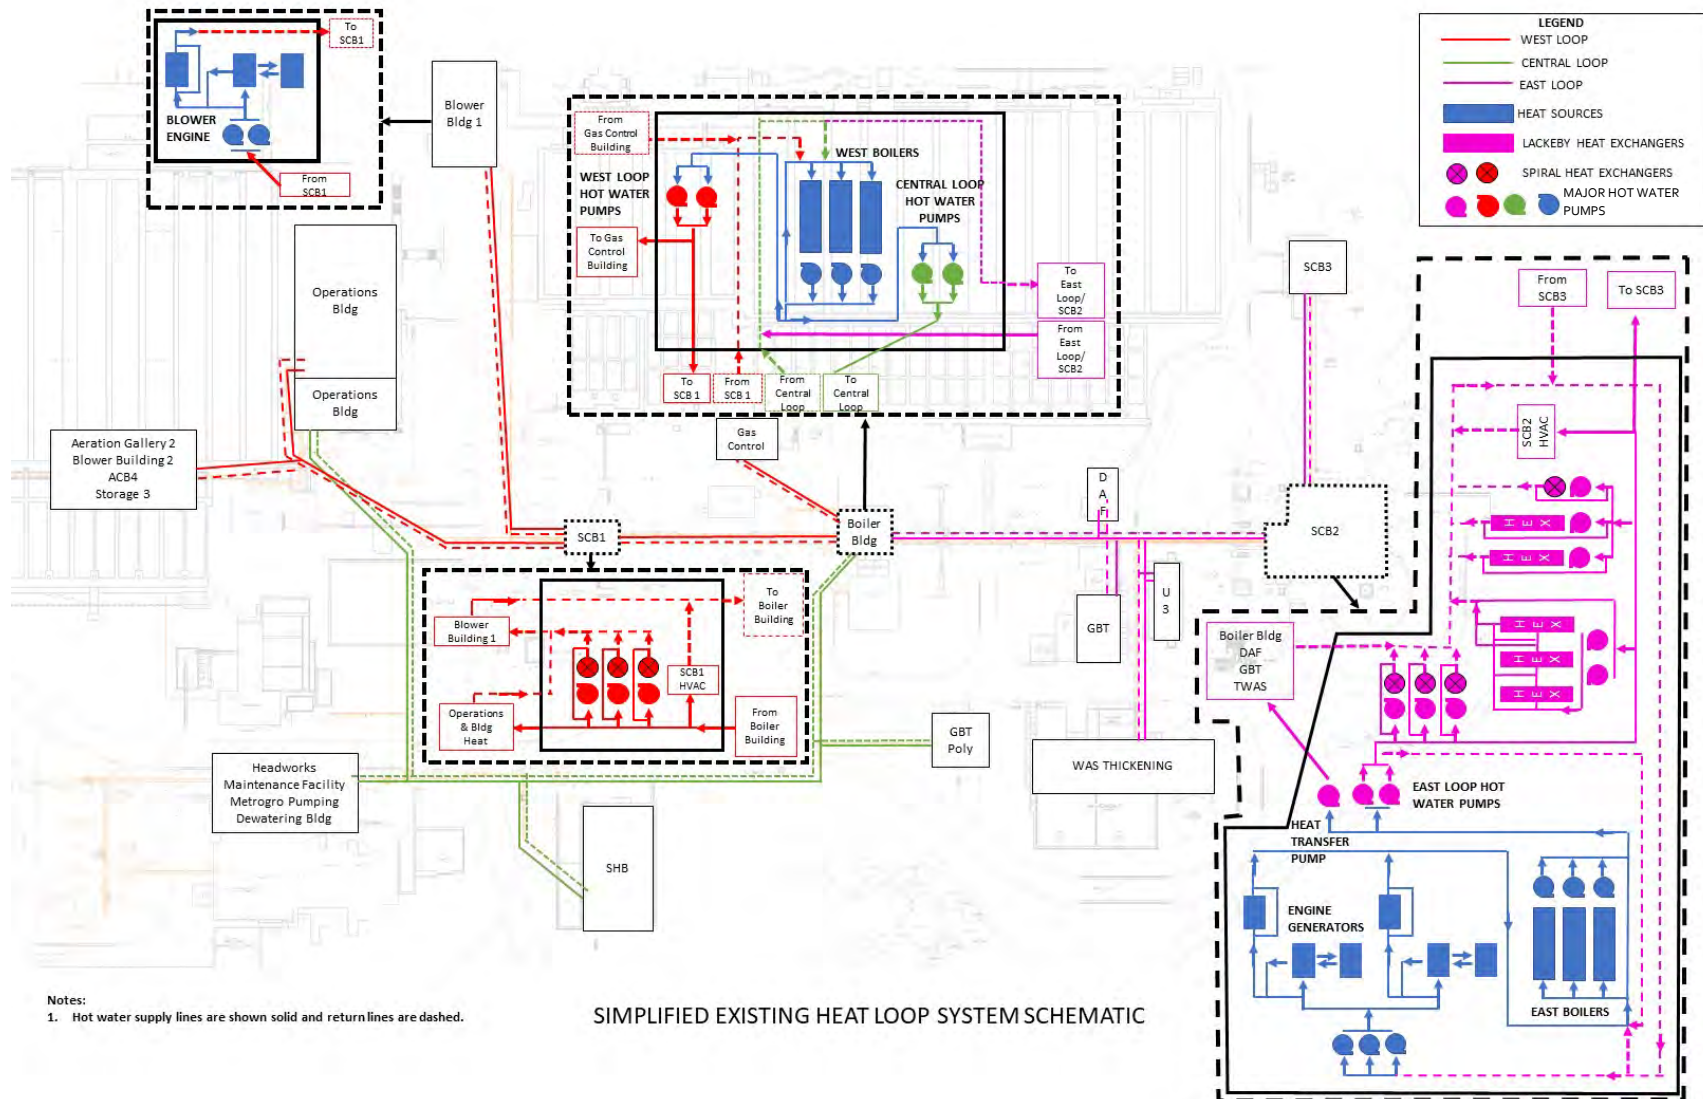 LEGEND
WEST LOOP
CENTRAL LOOP
EAST LOOP
HEAT SOURCES
LACKEBY HEAT EXCHANGERS
SPIRAL HEAT EXCHANGERS
MAJOR HOT WATER
PUMPS
To
SCB1
BLOWER
ENGINE
From
SCB1
Blower
Bldg 1
From
Gas Control
Building
WEST BOILERS
WEST LOOP
HOT WATER
PUMPS
CENTRAL LOOP
HOT WATER
PUMPS
To Gas
Control
Building
To
East
Loop/
SCB2
From
East
Loop/
SCB2
To
SCB 1
From
SCB 1
From
Central
Loop
To
Central
Loop
Operations
Bldg
Operations
Bldg
Aeration Gallery 2
Blower Building 2
ACB4
Storage 3
Gas
Control
SCB1
Boiler
Bldg
D
A
F
SCB2
SCB3
From
SCB3
To SCB3
SCB2
HVAC
H E X
H E X
H E X
H E X
H E X
To
Boiler
Building
Blower
Building 1
SCB1
HVAC
Operations
& Bldg
Heat
From
Boiler
Building
GBT
U
3
Boiler Bldg
DAF
GBT
TWAS
GBT
Poly
WAS THICKENING
Headworks
Maintenance Facility
Metrogro Pumping
Dewatering Bldg
SHB
EAST LOOP HOT
WATER PUMPS
HEAT
TRANSFER
PUMP
ENGINE
GENERATORS
EAST BOILERS
Notes:
1. Hot water supply lines are shown solid and return lines are dashed.
SIMPLIFIED EXISTING HEAT LOOP SYSTEM SCHEMATIC